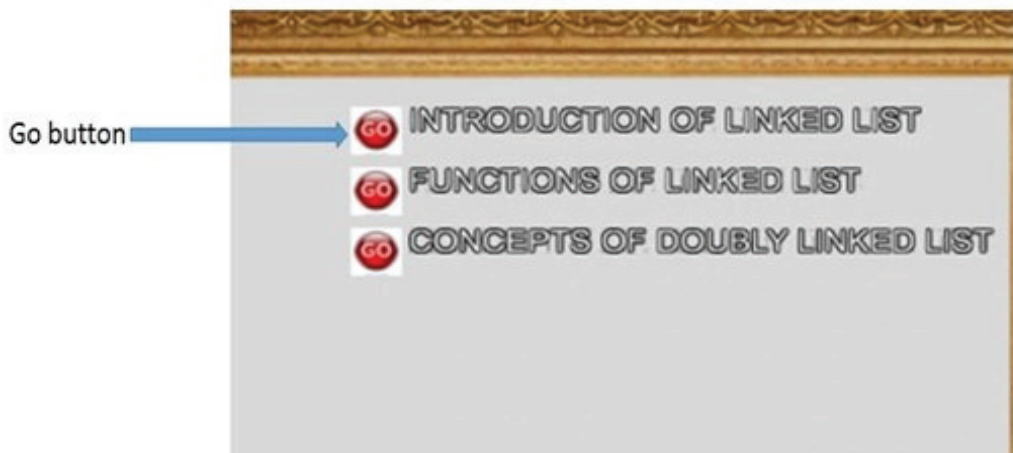 Go button
GO INTRODUCTION OF LINKED LIST
GO FUNCTIONS OF LINKED LIST
GO CONCEPTS OF DOUBLY LINKED LIST